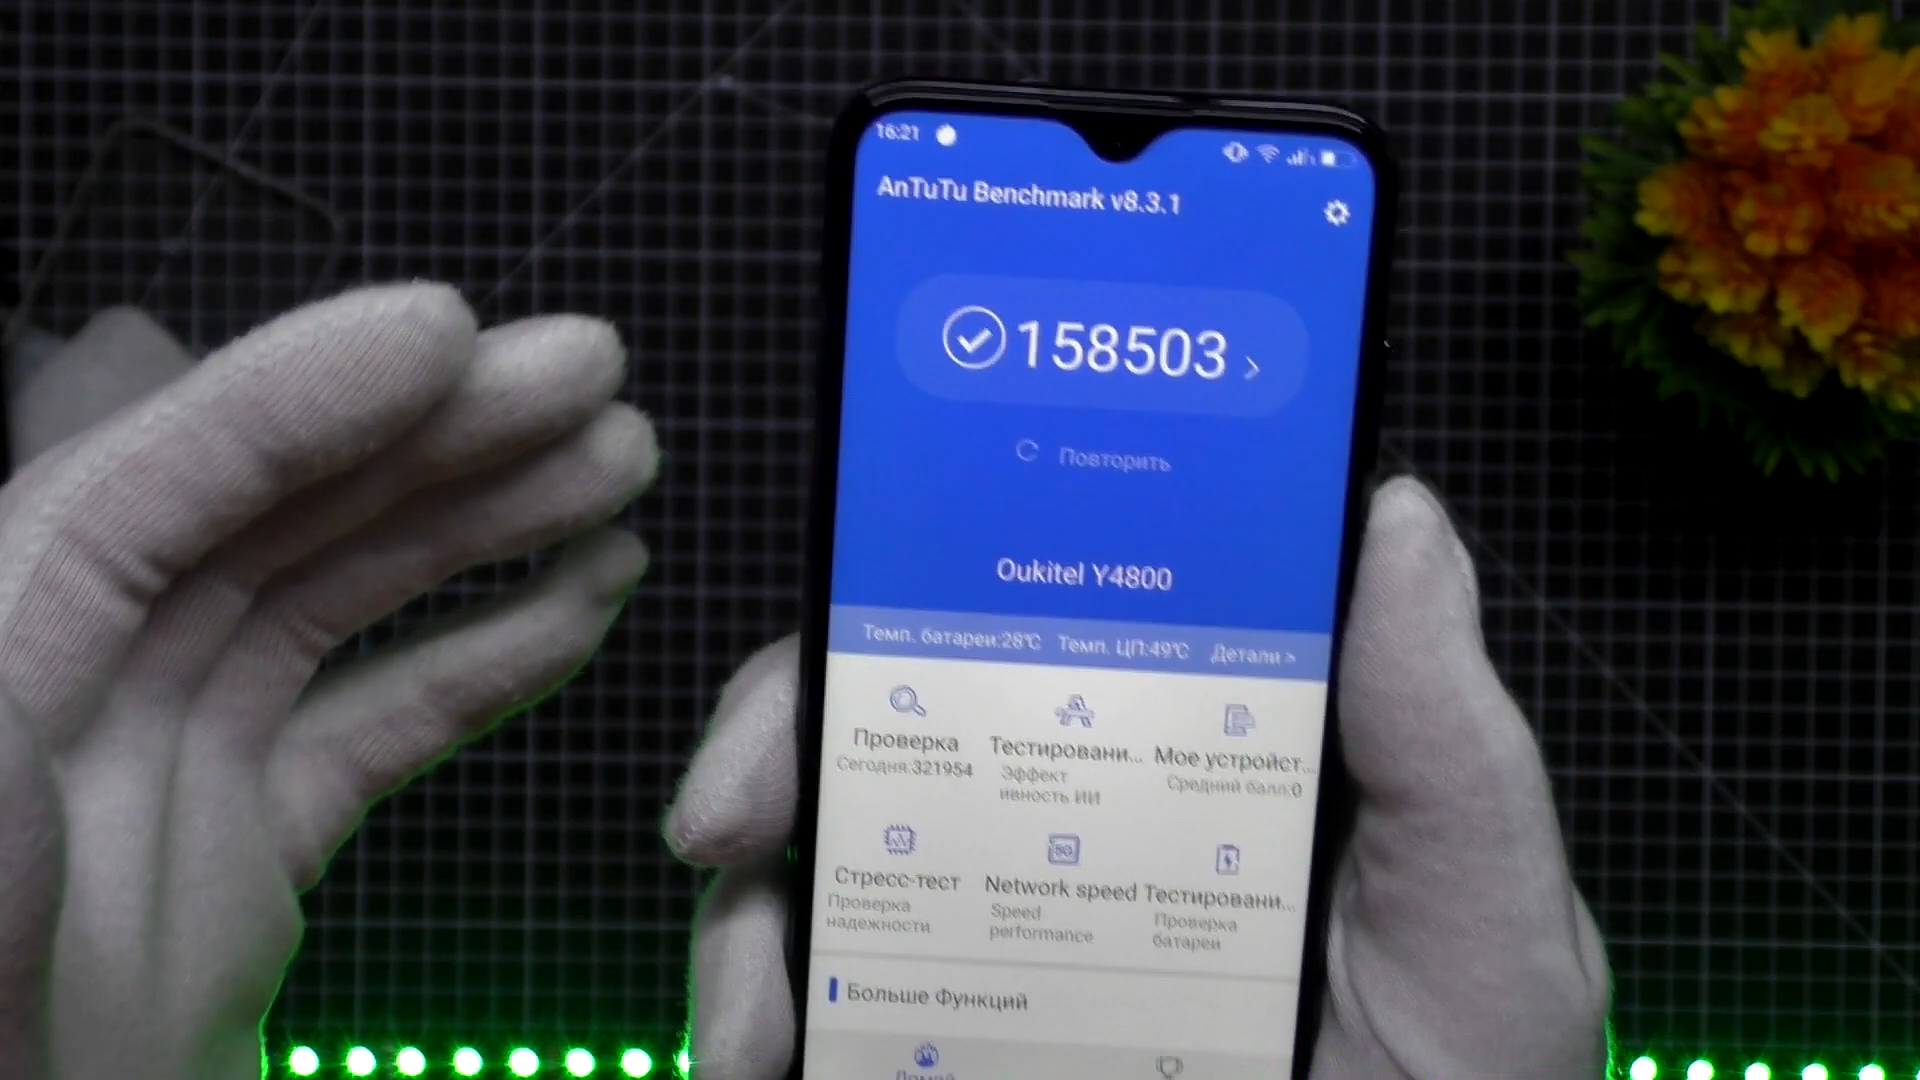 16:21
AnTuTu Benchmark v8.3.1
158503 >
Повторить
Oukitel Y4800
Темп. батареи:28℃ Темп. ЦП:49℃ Детали >
Проверка
Сегодня:321954
Тестировани...
Эффект
ивность ИИ
Мое устройст...
Средний балл:0
Стресс-тест
Проверка
надежности
5G
Network speed
Speed
performance
Тестировани...
Проверка
батареи
Больше Функций